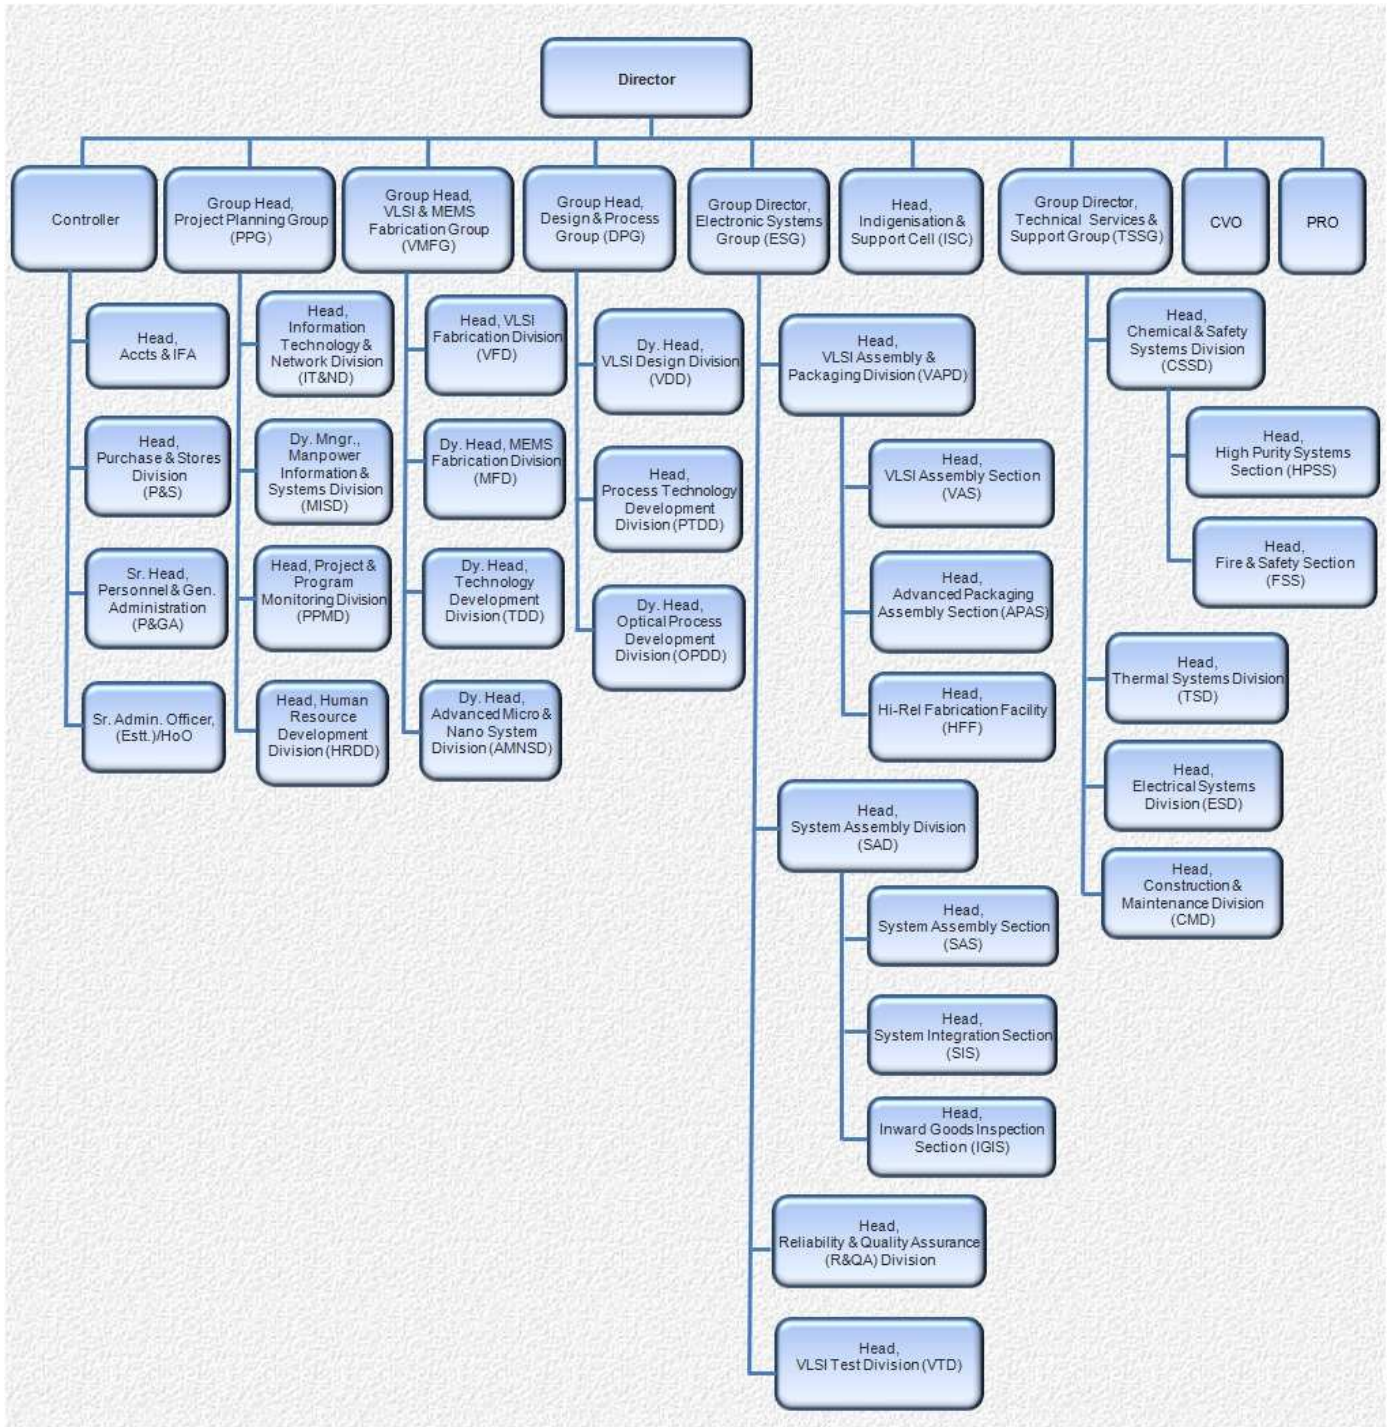 Director
Controller
Group Head,
Project Planning Group
(PPG)
Group Head,
VLSI & MEMS
Fabrication Group
(VMFG)
Group Head,
Design & Process
Group (DPG)
Group Director,
Electronic Systems
Group (ESG)
Head,
Indigenisation &
Support Cell (ISC)
Group Director,
Technical Services &
Support Group (TSSG)
CVO
PRO
Head,
Accts & IFA
Head,
Purchase & Stores
Division
(P&S)
Sr. Head,
Personnel & Gen.
Administration
(P&GA)
Sr. Admin. Officer,
(Estt.)/HoO
Head,
Information
Technology &
Network Division
(IT&ND)
Dy. Mngr.,
Manpower
Information &
Systems Division
(MISD)
Head, Project &
Program
Monitoring Division
(PPMD)
Head, Human
Resource
Development
Division (HRDD)
Head, VLSI
Fabrication Division
(VFD)
Dy. Head, MEMS
Fabrication Division
(MFD)
Dy. Head,
Technology
Development
Division (TDD)
Dy. Head,
Advanced Micro &
Nano System
Division (AMNSD)
Dy. Head,
VLSI Design Division
(VDD)
Head,
Process Technology
Development
Division (PTDD)
Dy. Head,
Optical Process
Development
Division (OPDD)
Head,
VLSI Assembly &
Packaging Division (VAPD)
Head,
VLSI Assembly Section
(VAS)
Head,
Advanced Packaging
Assembly Section (APAS)
Head,
Hi-Rel Fabrication Facility
(HFF)
Head,
System Assembly Division
(SAD)
Head,
System Assembly Section
(SAS)
Head,
System Integration Section
(SIS)
Head,
Inward Goods Inspection
Section (IGIS)
Head,
Reliability & Quality Assurance
(R&QA) Division
Head,
VLSI Test Division (VTD)
Head,
Chemical & Safety
Systems Division
(CSSD)
Head,
High Purity Systems
Section (HPSS)
Head,
Fire & Safety Section
(FSS)
Head,
Thermal Systems Division
(TSD)
Head,
Electrical Systems
Division (ESD)
Head,
Construction &
Maintenance Division
(CMD)